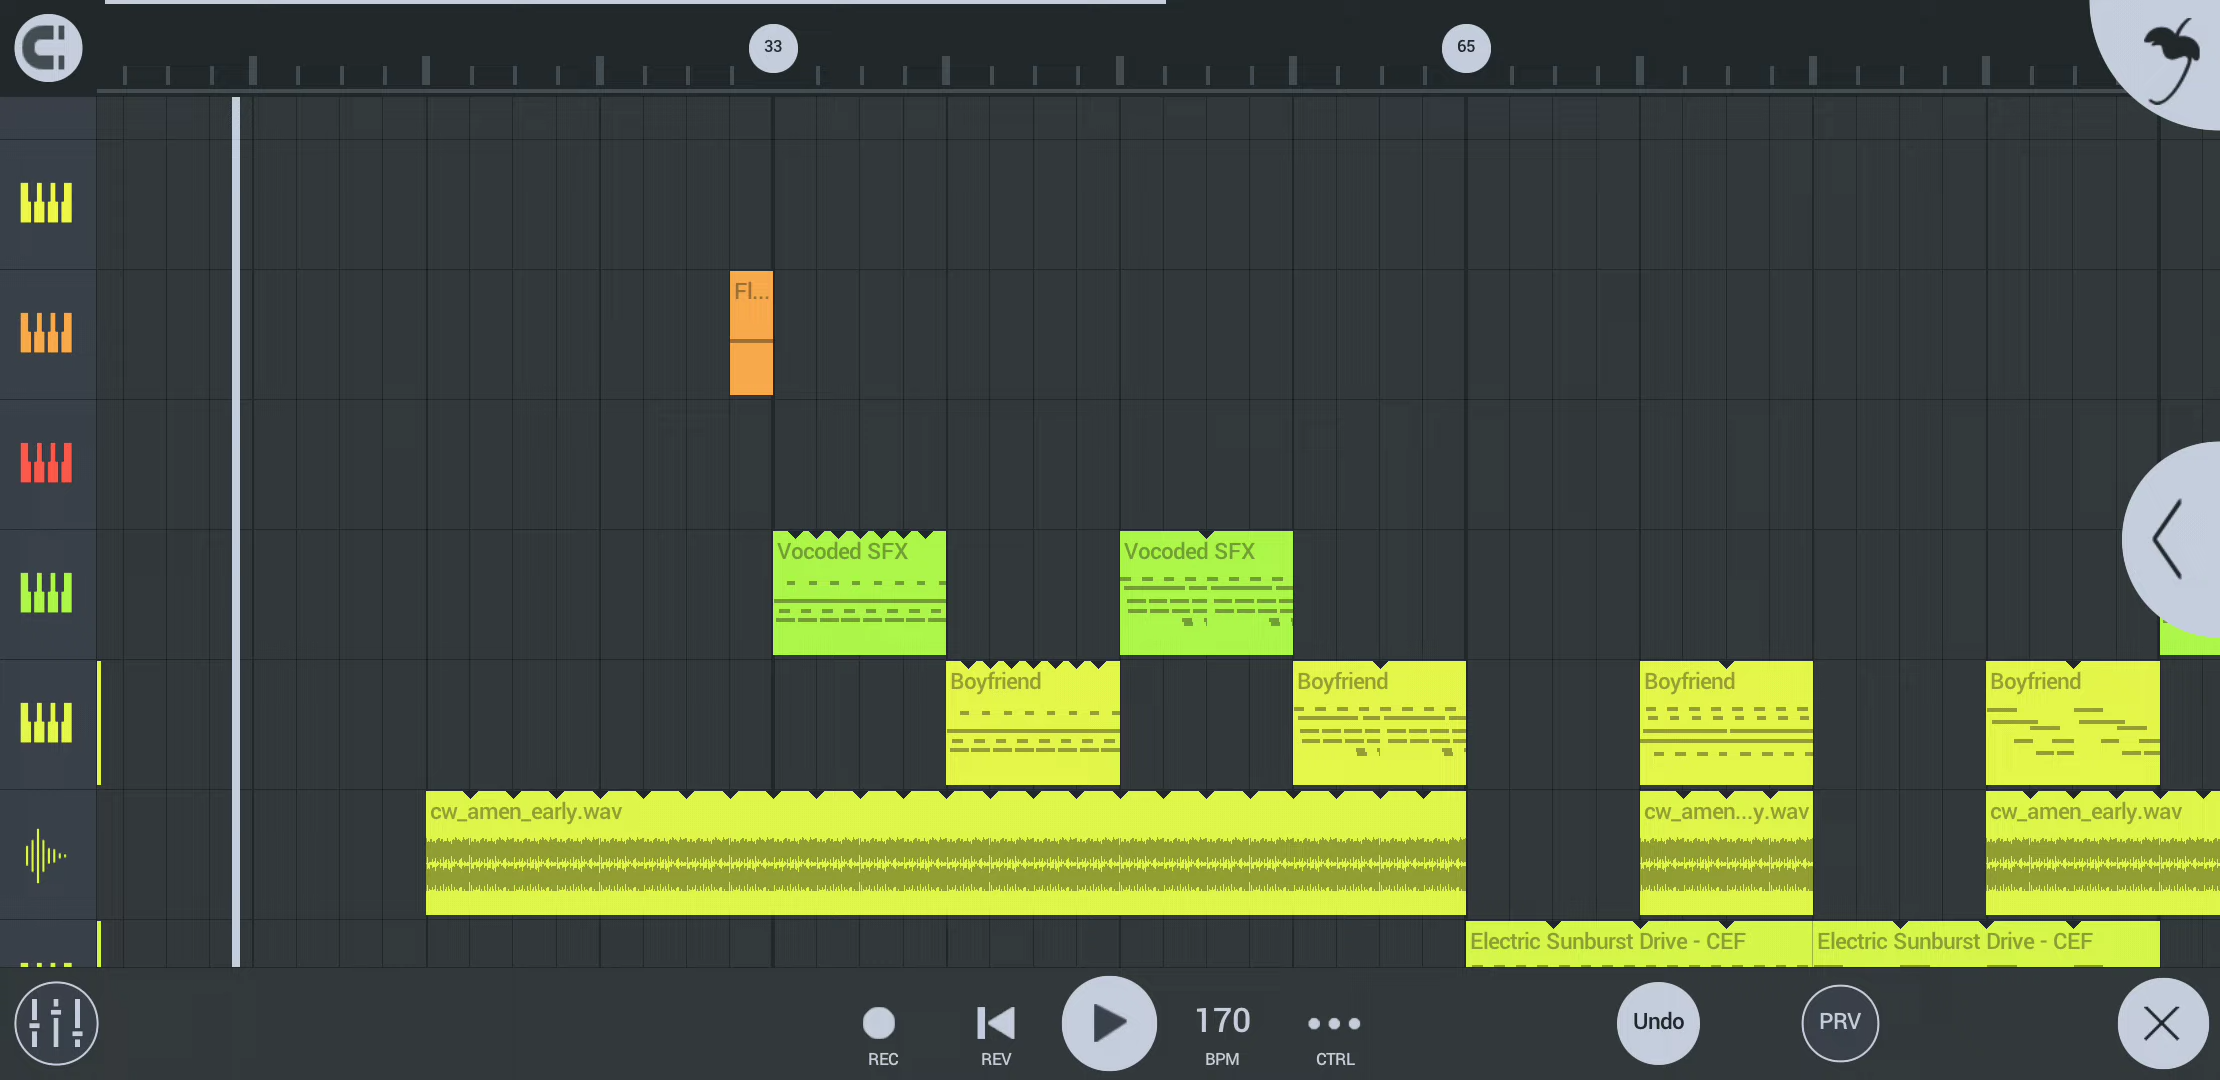 33
65
Fl...
Vocoded SFX
Vocoded SFX
Boyfriend
Boyfriend
Boyfriend
Boyfriend
cw_amen_early.wav
cw_amen...y.wav
cw_amen_early.wav
Electric Sunburst Drive - CEF
Electric Sunburst Drive - CEF
REC
REV
170
BPM
CTRL
Undo
PRV